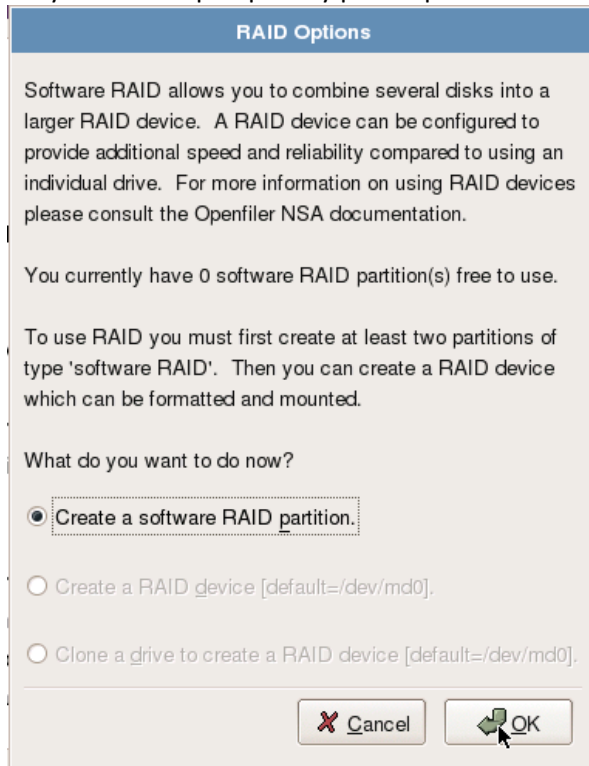 RAID Options
Software RAID allows you to combine several disks into a
larger RAID device. A RAID device can be configured to
provide additional speed and reliability compared to using an
individual drive. For more information on using RAID devices
please consult the Openfiler NSA documentation.
You currently have 0 software RAID partition(s) free to use.
To use RAID you must first create at least two partitions of
type 'software RAID'. Then you can create a RAID device
which can be formatted and mounted.
What do you want to do now?
Create a software RAID partition.
Create a RAID device [default=/dev/md0].
Clone a drive to create a RAID device [default=/dev/md0].
Cancel OK